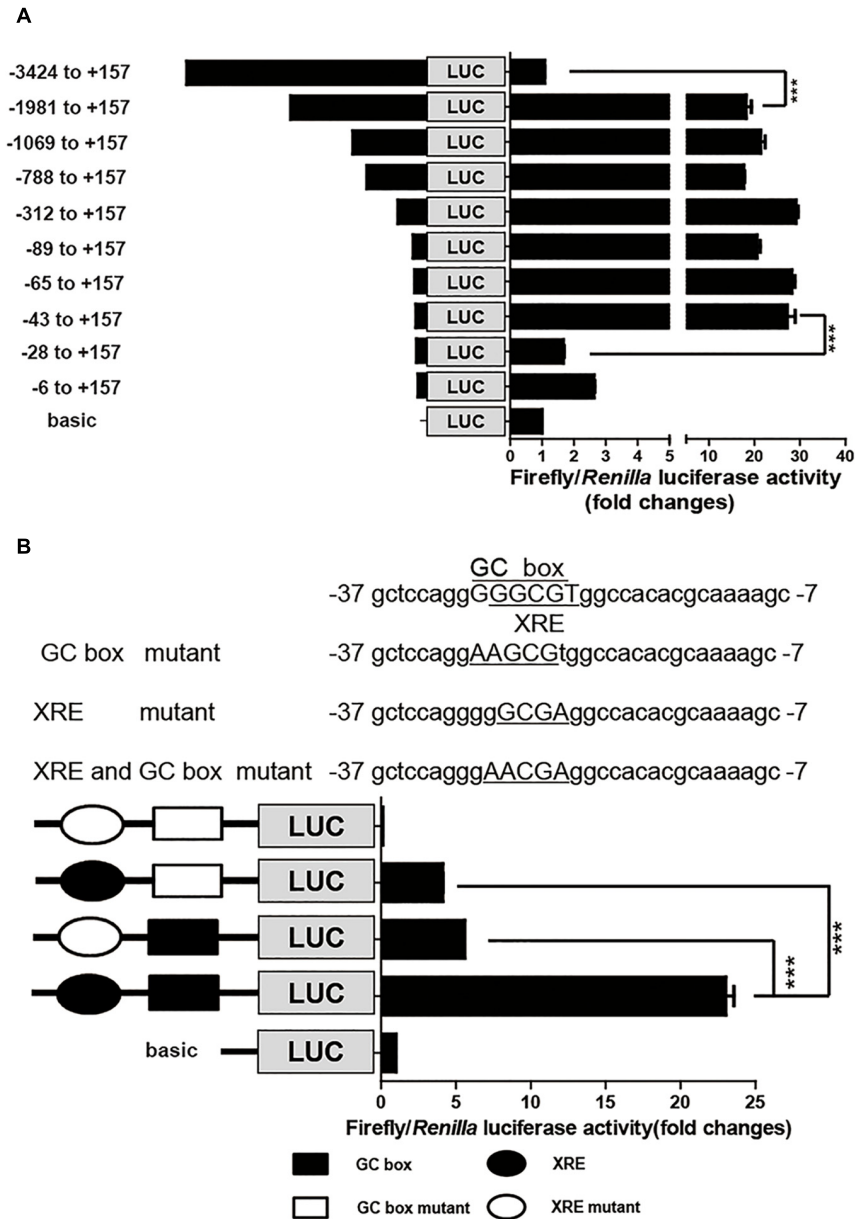 A
-3424 to +157 LUC
***
-1981 to +157 LUC
-1069 to +157 LUC
-788 to +157 LUC
-312 to +157 LUC
-89 to +157 LUC
-65 to +157 LUC
-43 to +157 LUC
***
-28 to +157 LUC
-6 to +157 LUC
basic LUC
0 1 2 3 4 5 10 20 30 40
Firefly/Renilla luciferase activity
(fold changes)
B
GC box
-37 gctccaggGGGCGTggccacacgcaaaagc -7
XRE
GC box mutant -37 gctccaggAAGCGtggccacacgcaaaagc -7
XRE mutant -37 gctccaggggGCGAggccacacgcaaaagc -7
XRE and GC box mutant -37 gctccagggAACGAggccacacgcaaaagc -7
LUC
LUC
LUC
***
***
LUC
basic LUC
0 5 10 15 20 25
Firefly/Renilla luciferase activity(fold changes)
GC box XRE
GC box mutant XRE mutant